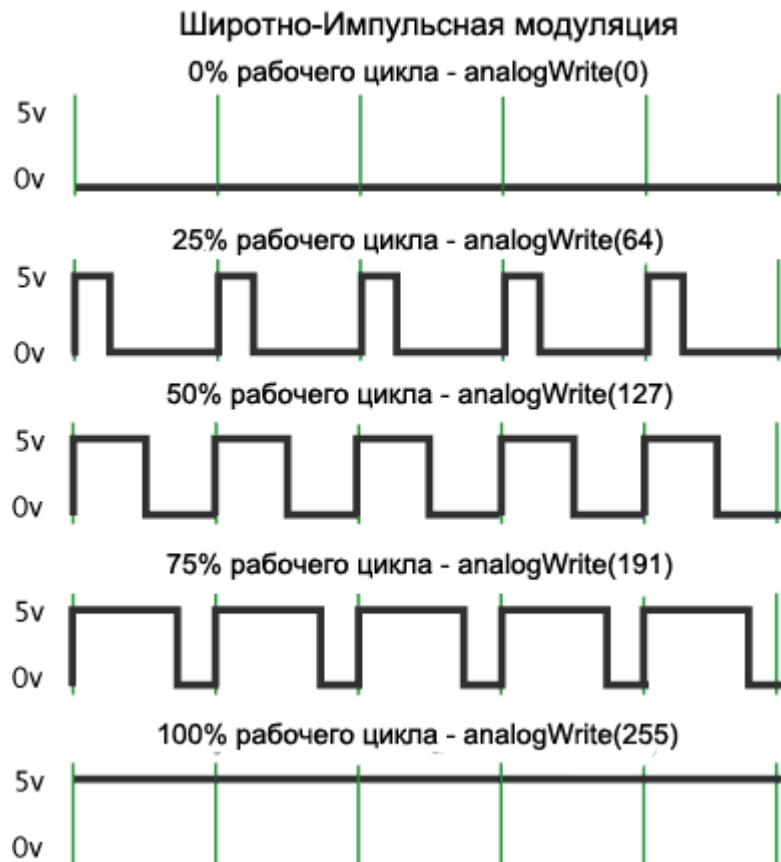 Широтно-Импульсная модуляция
0% рабочего цикла - analogWrite(0)
5v
0v
25% рабочего цикла - analogWrite(64)
5v
0v
50% рабочего цикла - analogWrite(127)
5v
0v
75% рабочего цикла - analogWrite(191)
5v
0v
100% рабочего цикла - analogWrite(255)
5v
0v